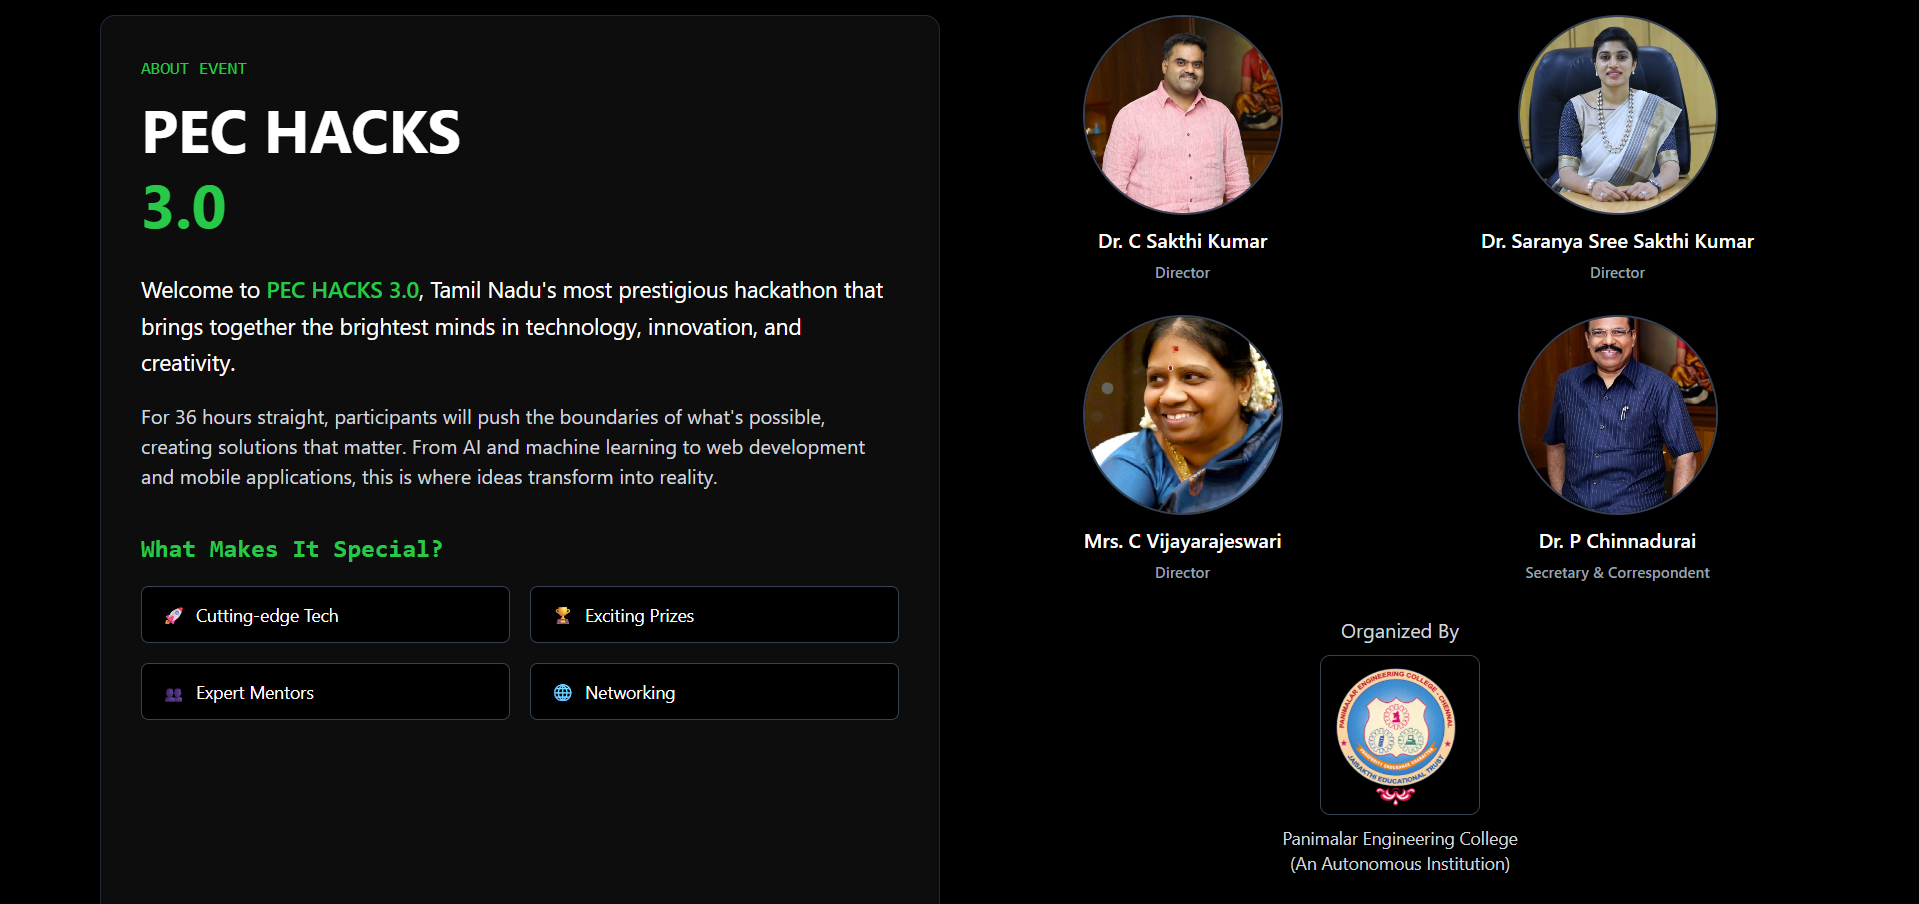 ABOUT EVENT
PEC HACKS
3.0
Welcome to PEC HACKS 3.0, Tamil Nadu's most prestigious hackathon that
brings together the brightest minds in technology, innovation, and
creativity.
For 36 hours straight, participants will push the boundaries of what's possible,
creating solutions that matter. From AI and machine learning to web development
and mobile applications, this is where ideas transform into reality.
What Makes It Special?
Cutting-edge Tech
Exciting Prizes
Expert Mentors
Networking
Dr. C Sakthi Kumar
Director
Dr. Saranya Sree Sakthi Kumar
Director
Mrs. C Vijayarajeswari
Director
Dr. P Chinnadurai
Secretary & Correspondent
Organized By
PANIMALAR ENGINEERING COLLEGE - CHENNAI
PROSPERITY ENDURANCE CHARACTER
JAISAKTHI EDUCATIONAL TRUST
Panimalar Engineering College
(An Autonomous Institution)